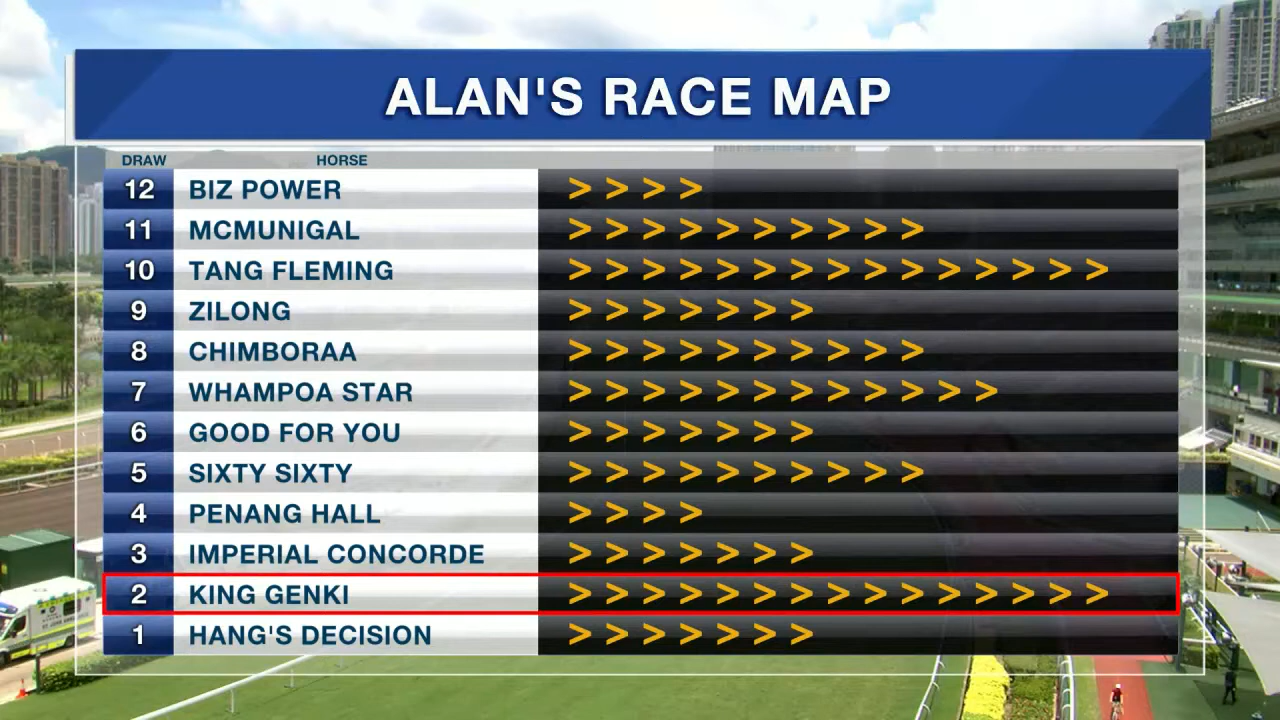 ALAN'S RACE MAP
DRAW HORSE
12 BIZ POWER > > > >
11 MCMUNIGAL > > > > > > > > > >
10 TANG FLEMING > > > > > > > > > > > > > > >
9 ZILONG > > > > > > >
8 CHIMBORAA > > > > > > > > > >
7 WHAMPOA STAR > > > > > > > > > > > >
6 GOOD FOR YOU > > > > > > >
5 SIXTY SIXTY > > > > > > > > > >
4 PENANG HALL > > > >
3 IMPERIAL CONCORDE > > > > > > >
2 KING GENKI > > > > > > > > > > > > > > >
1 HANG'S DECISION > > > > > > >